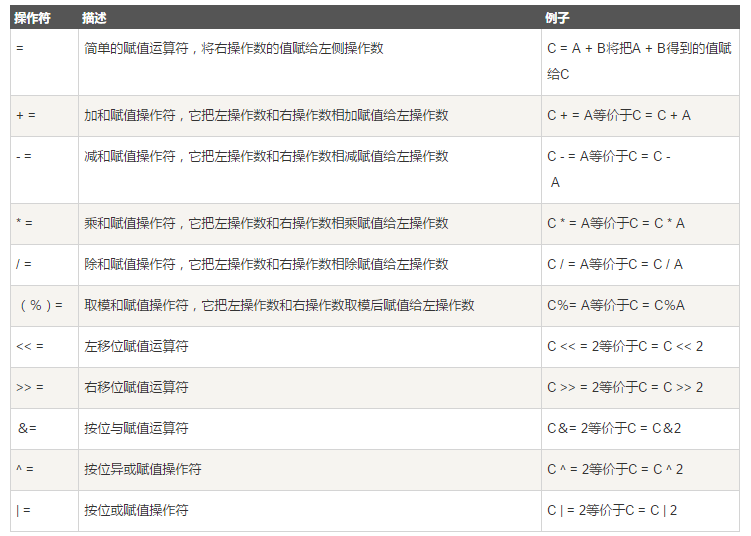 操作符 描述 例子
= 简单的赋值运算符，将右操作数的值赋给左侧操作数 C = A + B将把A + B得到的值赋
给C
+ = 加和赋值操作符，它把左操作数和右操作数相加赋值给左操作数 C + = A等价于C = C + A
- = 减和赋值操作符，它把左操作数和右操作数相减赋值给左操作数 C - = A等价于C = C -
A
* = 乘和赋值操作符，它把左操作数和右操作数相乘赋值给左操作数 C * = A等价于C = C * A
/ = 除和赋值操作符，它把左操作数和右操作数相除赋值给左操作数 C / = A等价于C = C / A
（%）= 取模和赋值操作符，它把左操作数和右操作数取模后赋值给左操作数 C%= A等价于C = C%A
<< = 左移位赋值运算符 C << = 2等价于C = C << 2
>> = 右移位赋值运算符 C >> = 2等价于C = C >> 2
&= 按位与赋值运算符 C&= 2等价于C = C&2
^ = 按位异或赋值操作符 C ^ = 2等价于C = C ^ 2
| = 按位或赋值操作符 C | = 2等价于C = C | 2